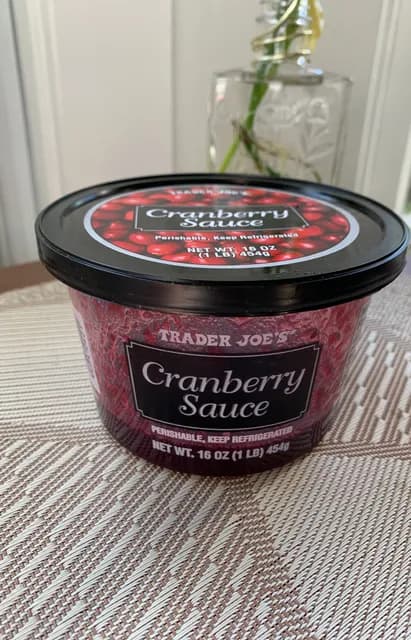 TRADER JOE'S
Cranberry
Sauce
Perishable, Keep Refrigerated
NET WT. 16 OZ
(1 LB) 454g
TRADER JOE'S™
Cranberry
Sauce
PERISHABLE, KEEP REFRIGERATED
NET WT. 16 OZ (1 LB) 454g